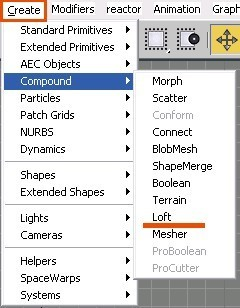 Create Modifiers reactor Animation
Standard Primitives
Extended Primitives
AEC Objects
Compound
Particles
Patch Grids
NURBS
Dynamics
Shapes
Extended Shapes
Lights
Cameras
Helpers
SpaceWarps
Systems
Morph
Scatter
Conform
Connect
BlobMesh
ShapeMerge
Boolean
Terrain
Loft
Mesher
ProBoolean
ProCutter